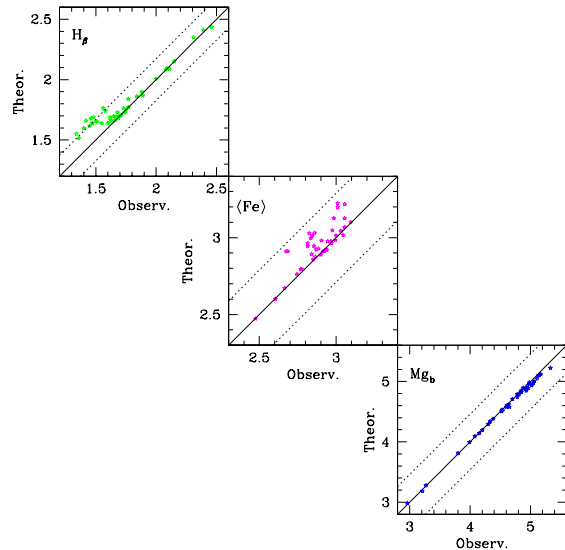 2.5
H_β
2
Theor.
1.5
1.5 2 2.5
Observ.
⟨Fe⟩
3
Theor.
2.5
2.5 3
Observ.
Mg_b
5
Theor.
4
3
3 4 5
Observ.